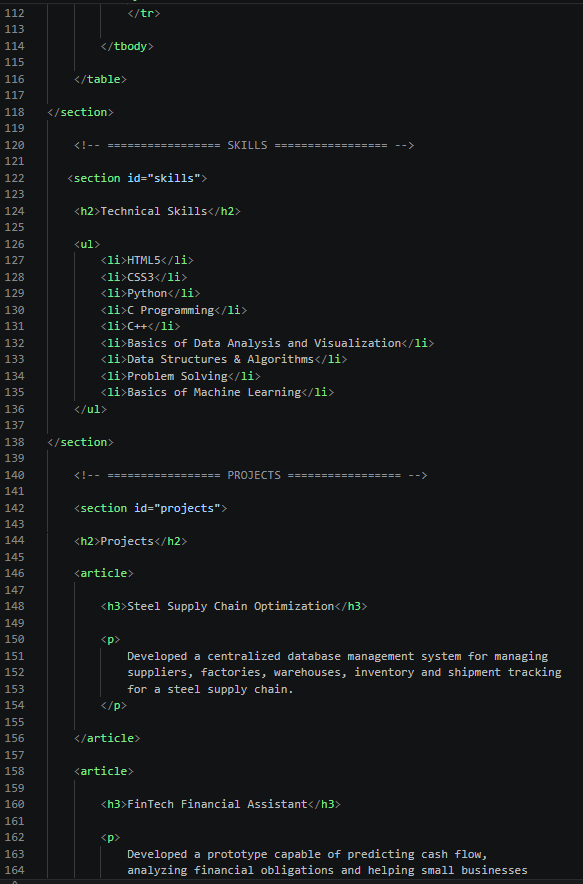 112 </tr>
113
114 </tbody>
115
116 </table>
117
118 </section>
119
120 <!-- ================= SKILLS ================= -->
121
122 <section id="skills">
123
124 <h2>Technical Skills</h2>
125
126 <ul>
127 <li>HTML5</li>
128 <li>CSS3</li>
129 <li>Python</li>
130 <li>C Programming</li>
131 <li>C++</li>
132 <li>Basics of Data Analysis and Visualization</li>
133 <li>Data Structures & Algorithms</li>
134 <li>Problem Solving</li>
135 <li>Basics of Machine Learning</li>
136 </ul>
137
138 </section>
139
140 <!-- ================= PROJECTS ================= -->
141
142 <section id="projects">
143
144 <h2>Projects</h2>
145
146 <article>
147
148 <h3>Steel Supply Chain Optimization</h3>
149
150 <p>
151 Developed a centralized database management system for managing
152 suppliers, factories, warehouses, inventory and shipment tracking
153 for a steel supply chain.
154 </p>
155
156 </article>
157
158 <article>
159
160 <h3>FinTech Financial Assistant</h3>
161
162 <p>
163 Developed a prototype capable of predicting cash flow,
164 analyzing financial obligations and helping small businesses